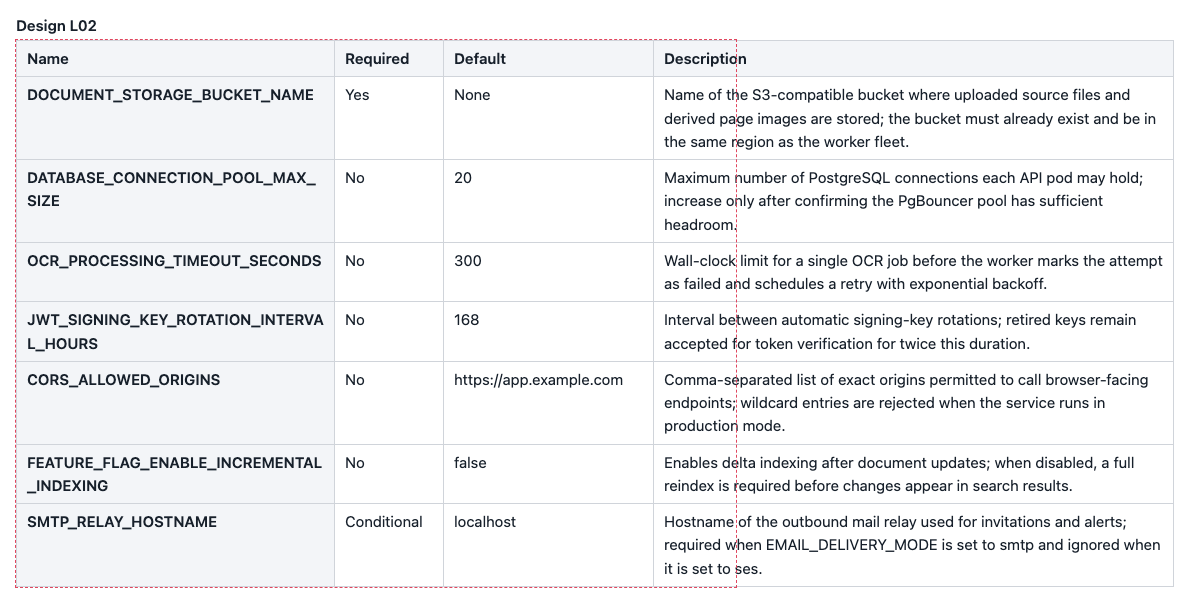 Design L02
Name Required Default Description
DOCUMENT_STORAGE_BUCKET_NAME Yes None Name of the S3-compatible bucket where uploaded source files and
derived page images are stored; the bucket must already exist and be in
the same region as the worker fleet.
DATABASE_CONNECTION_POOL_MAX_ No 20 Maximum number of PostgreSQL connections each API pod may hold;
SIZE increase only after confirming the PgBouncer pool has sufficient
headroom.
OCR_PROCESSING_TIMEOUT_SECONDS No 300 Wall-clock limit for a single OCR job before the worker marks the attempt
as failed and schedules a retry with exponential backoff.
JWT_SIGNING_KEY_ROTATION_INTERVA No 168 Interval between automatic signing-key rotations; retired keys remain
L_HOURS accepted for token verification for twice this duration.
CORS_ALLOWED_ORIGINS No https://app.example.com Comma-separated list of exact origins permitted to call browser-facing
endpoints; wildcard entries are rejected when the service runs in
production mode.
FEATURE_FLAG_ENABLE_INCREMENTAL No false Enables delta indexing after document updates; when disabled, a full
_INDEXING reindex is required before changes appear in search results.
SMTP_RELAY_HOSTNAME Conditional localhost Hostname of the outbound mail relay used for invitations and alerts;
required when EMAIL_DELIVERY_MODE is set to smtp and ignored when
it is set to ses.